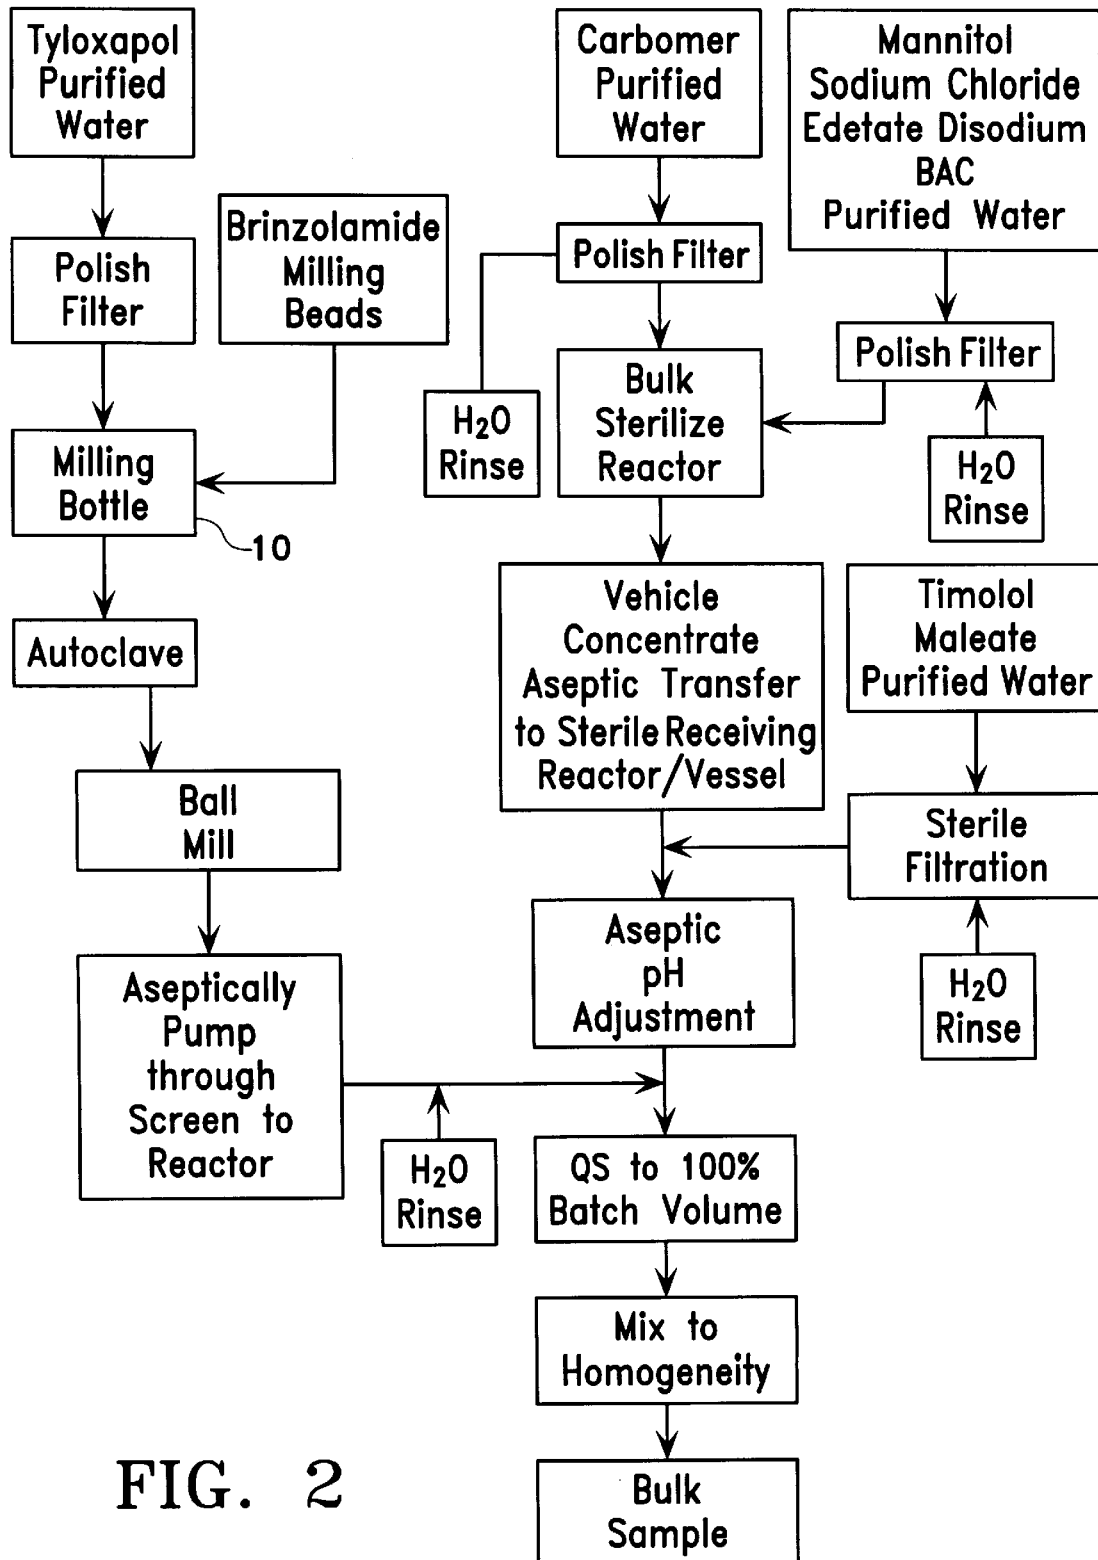 Tyloxapol
Purified
Water
Carbomer
Purified
Water
Mannitol
Sodium Chloride
Edetate Disodium
BAC
Purified Water
Polish
Filter
Brinzolamide
Milling
Beads
Polish Filter
Polish Filter
H₂O
Rinse
Bulk
Sterilize
Reactor
H₂O
Rinse
Milling
Bottle
10
Autoclave
Vehicle
Concentrate
Aseptic Transfer
to Sterile Receiving
Reactor/Vessel
Timolol
Maleate
Purified Water
Ball
Mill
Sterile
Filtration
Aseptic
pH
Adjustment
H₂O
Rinse
Aseptically
Pump
through
Screen to
Reactor
H₂O
Rinse
QS to 100%
Batch Volume
Mix to
Homogeneity
Bulk
Sample
FIG. 2